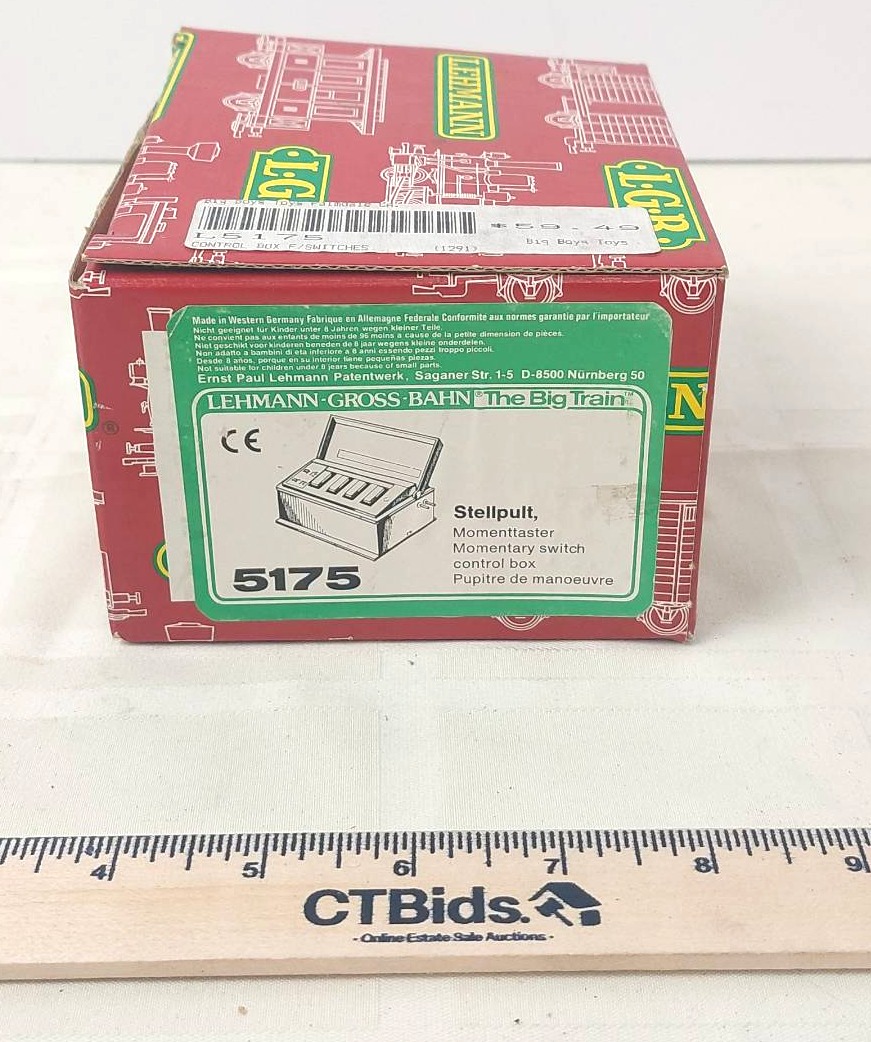 LEHMANN
L·G·B
L·G·B
Big Boys Toys Palmdale CA
L5175 $59.49
CONTROL BOX F/SWITCHES (1291) Big Boys Toys
Made in Western Germany Fabrique en Allemagne Federale Conformite aux normes garantie par l'importateur
Nicht geeignet für Kinder unter 8 Jahren wegen kleiner Teile.
Ne convient pas aux enfants de moins de 96 moins a cause de la petite dimension de pièces.
Niet geschikt voor kinderen beneden de 8 jaar wegens kleine onderdelen.
Non adatto a bambini di eta inferiore a 8 anni essendo pezzi troppo piccoli.
Desde 8 años, porque en su interior tiene pequeñas piezas.
Not suitable for children under 8 years because of small parts.
Ernst Paul Lehmann Patentwerk, Saganer Str. 1-5 D-8500 Nürnberg 50
LEHMANN·GROSS·BAHN® The Big Train™
CE
Stellpult,
Momenttaster
Momentary switch
control box
Pupitre de manoeuvre
5175
N
®
4 5 6 7 8 9
CTBids.
- Online Estate Sale Auctions -